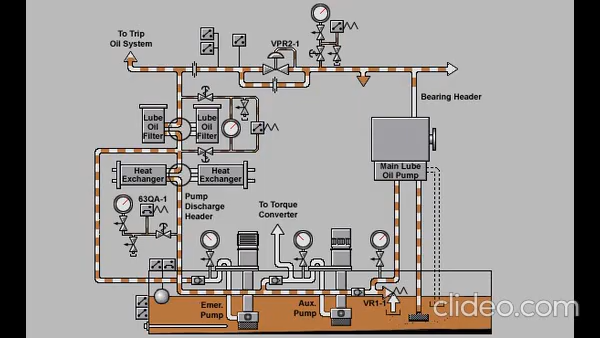 To Trip
Oil System
VPR2-1
Bearing Header
Lube
Oil
Filter
Lube
Oil
Filter
Heat
Exchanger
Heat
Exchanger
Main Lube
Oil Pump
63QA-1
Pump
Discharge
Header
To Torque
Converter
Emer.
Pump
Aux.
Pump
VR1-1
clideo.com